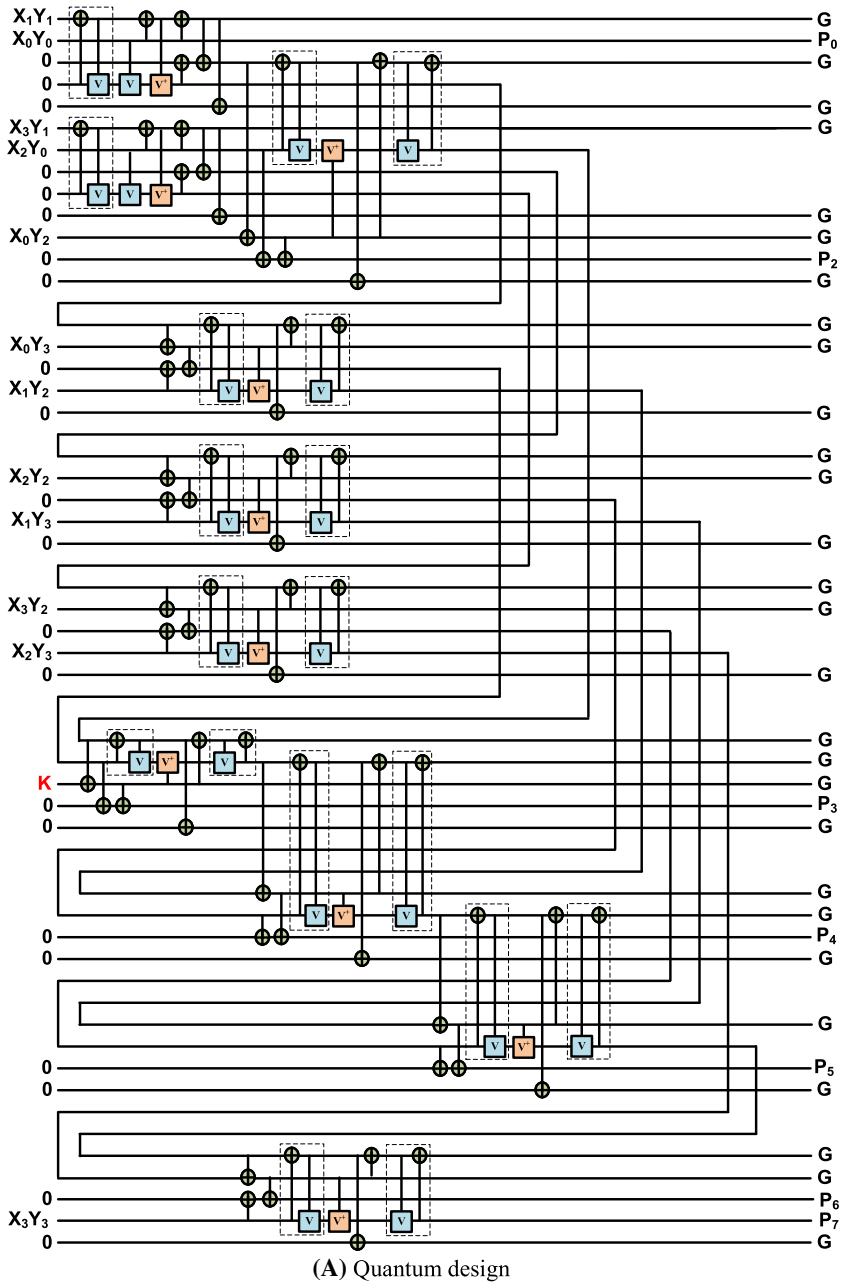 X₁Y₁ G
X₀Y₀ P₀
0 G
0 V V V⁺
0 G
X₃Y₁ G
X₂Y₀ V V⁺ V
0
0 V V V⁺
0 G
X₀Y₂ G
0 P₂
0 G
G
X₀Y₃ G
0
X₁Y₂ V V⁺ V
0 G
G
X₂Y₂ G
0
X₁Y₃ V V⁺ V
0 G
G
X₃Y₂ G
0
X₂Y₃ V V⁺ V
0 G
G
V V⁺ V G
K G
0 P₃
0 G
G
V V⁺ V G
0 P₄
0 G
G
V V⁺ V
0 P₅
0 G
G
G
0 P₆
X₃Y₃ V V⁺ V P₇
0 G
(A) Quantum design